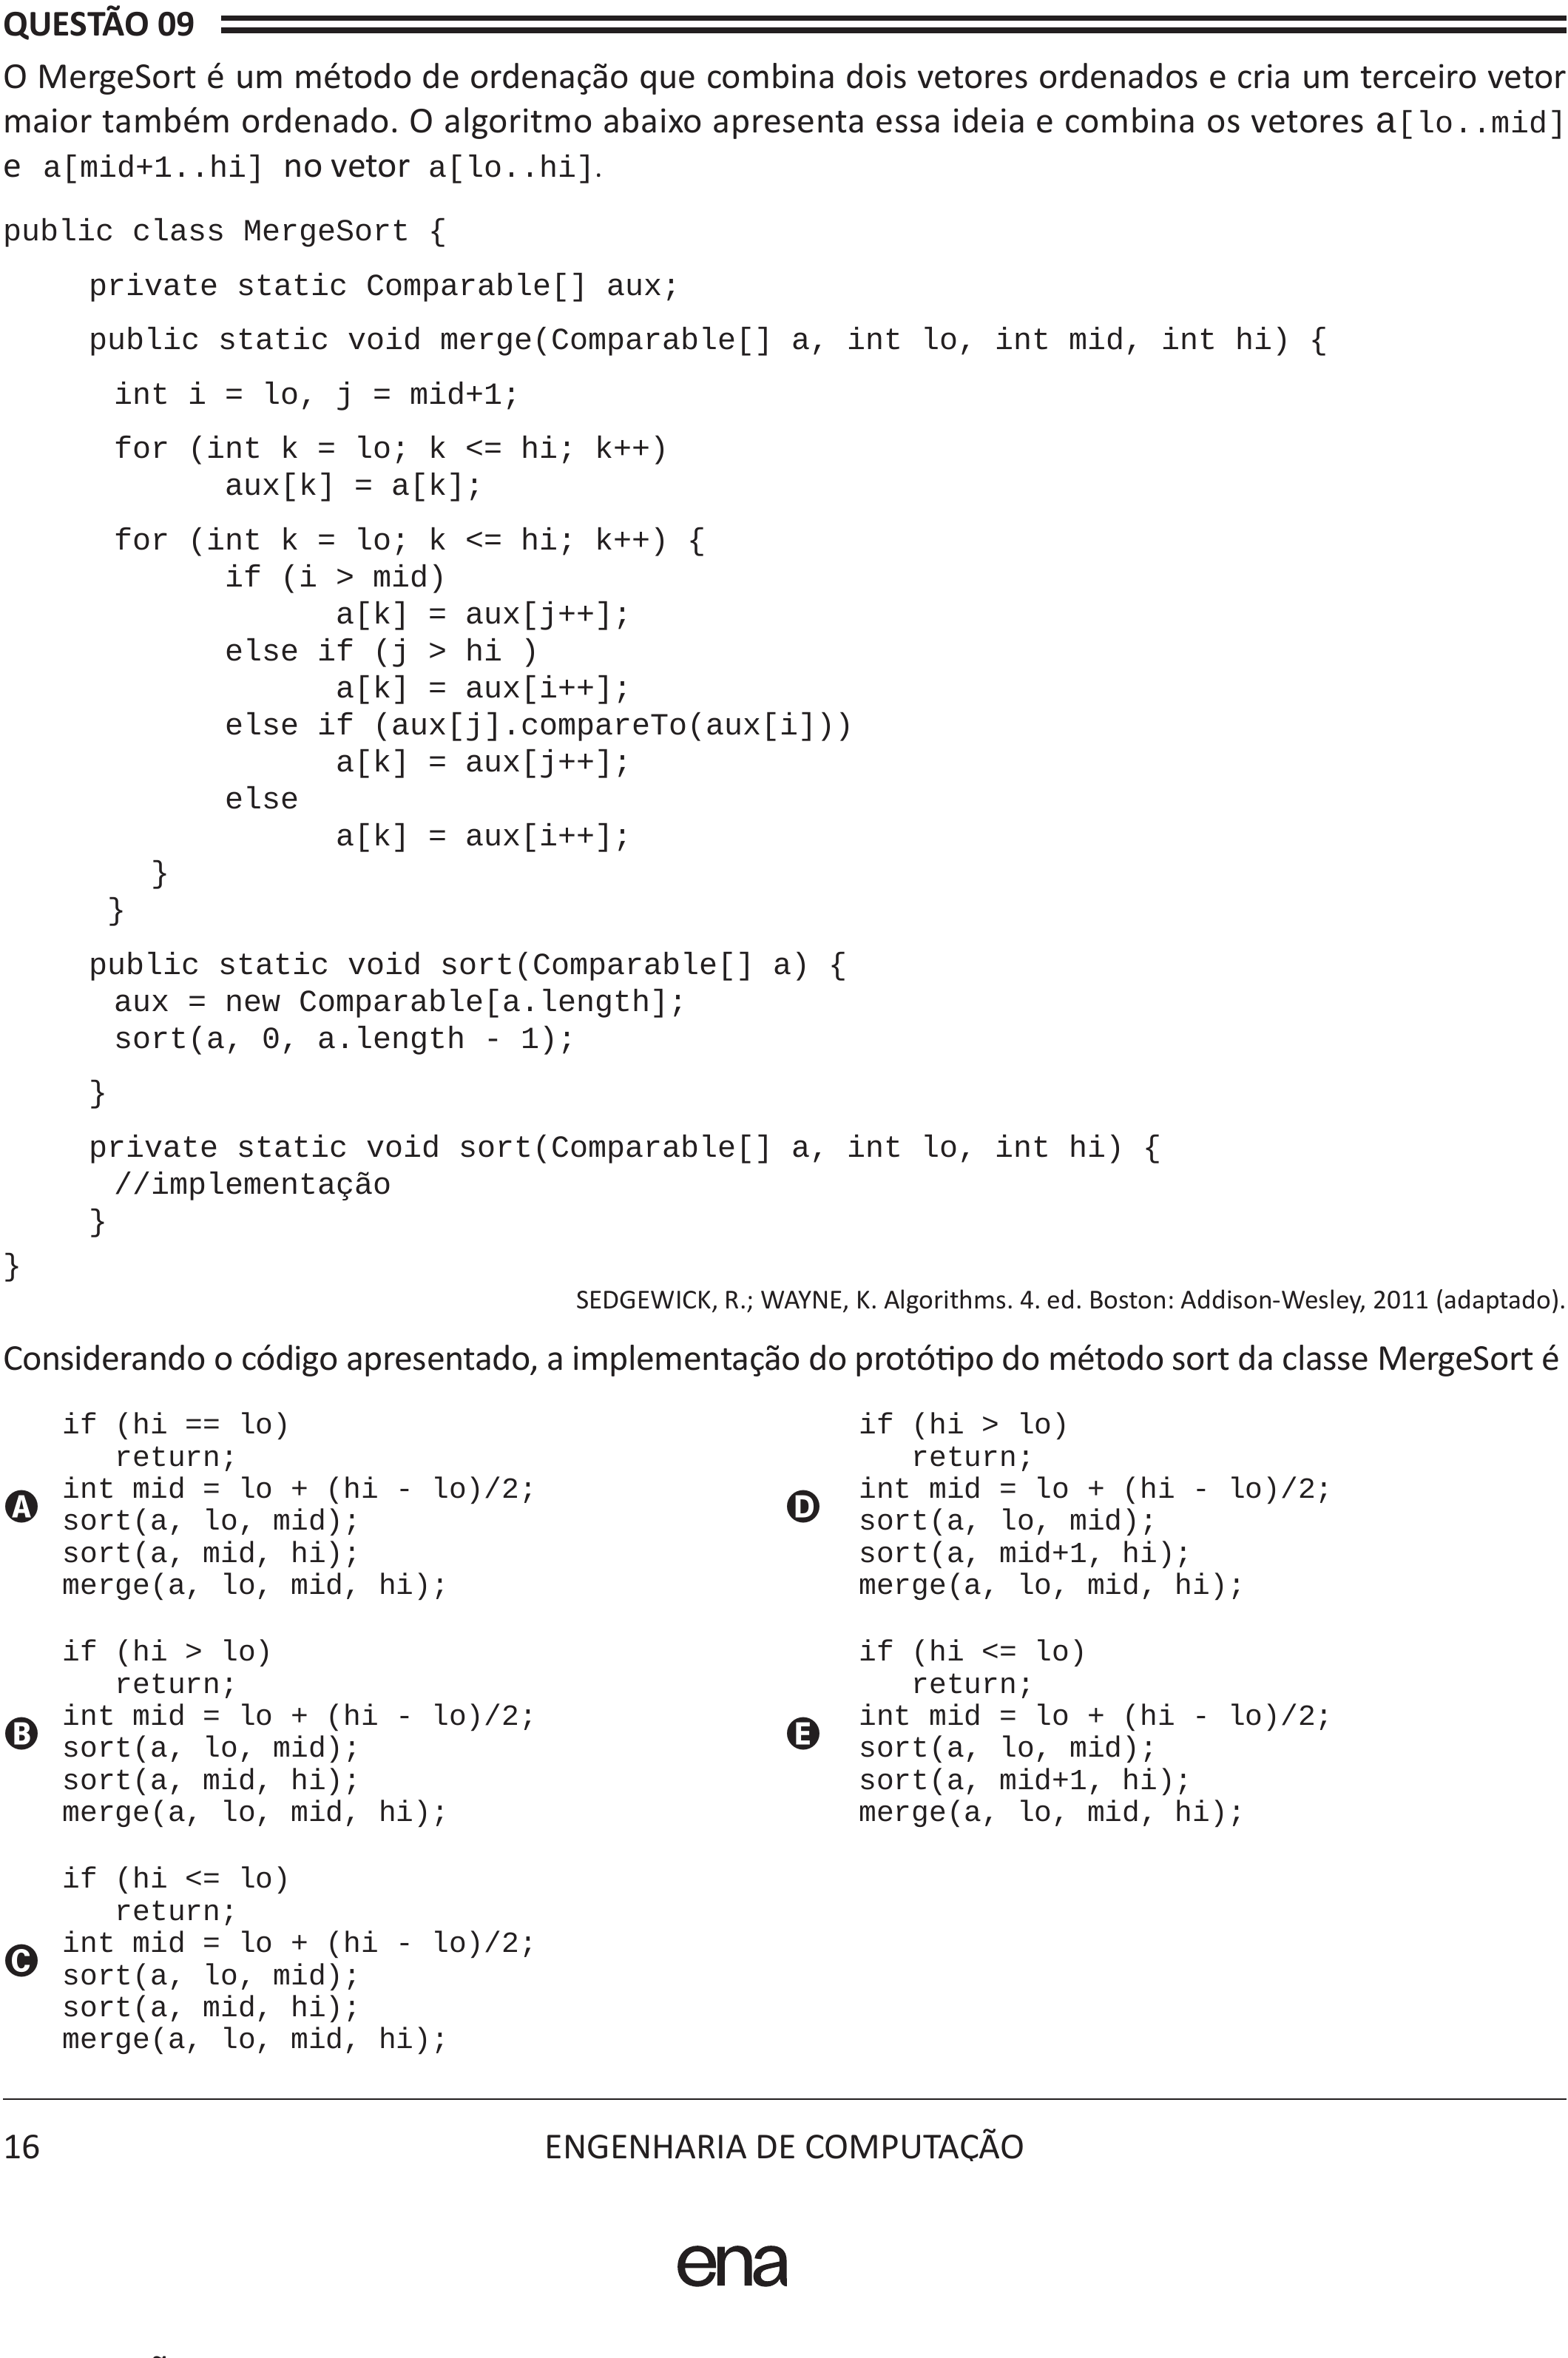 QUESTÃO 09
O MergeSort é um método de ordenação que combina dois vetores ordenados e cria um terceiro vetor
maior também ordenado. O algoritmo abaixo apresenta essa ideia e combina os vetores a[lo..mid]
e a[mid+1..hi] no vetor a[lo..hi].
public class MergeSort {
private static Comparable[] aux;
public static void merge(Comparable[] a, int lo, int mid, int hi) {
int i = lo, j = mid+1;
for (int k = lo; k <= hi; k++)
aux[k] = a[k];
for (int k = lo; k <= hi; k++) {
if (i > mid)
a[k] = aux[j++];
else if (j > hi )
a[k] = aux[i++];
else if (aux[j].compareTo(aux[i]))
a[k] = aux[j++];
else
a[k] = aux[i++];
}
}
public static void sort(Comparable[] a) {
aux = new Comparable[a.length];
sort(a, 0, a.length - 1);
}
private static void sort(Comparable[] a, int lo, int hi) {
//implementação
}
}
SEDGEWICK, R.; WAYNE, K. Algorithms. 4. ed. Boston: Addison-Wesley, 2011 (adaptado).
Considerando o código apresentado, a implementação do protótipo do método sort da classe MergeSort é
A
if (hi == lo)
return;
int mid = lo + (hi - lo)/2;
sort(a, lo, mid);
sort(a, mid, hi);
merge(a, lo, mid, hi);
B
if (hi > lo)
return;
int mid = lo + (hi - lo)/2;
sort(a, lo, mid);
sort(a, mid, hi);
merge(a, lo, mid, hi);
C
if (hi <= lo)
return;
int mid = lo + (hi - lo)/2;
sort(a, lo, mid);
sort(a, mid, hi);
merge(a, lo, mid, hi);
D
if (hi > lo)
return;
int mid = lo + (hi - lo)/2;
sort(a, lo, mid);
sort(a, mid+1, hi);
merge(a, lo, mid, hi);
E
if (hi <= lo)
return;
int mid = lo + (hi - lo)/2;
sort(a, lo, mid);
sort(a, mid+1, hi);
merge(a, lo, mid, hi);
16
ENGENHARIA DE COMPUTAÇÃO
ena